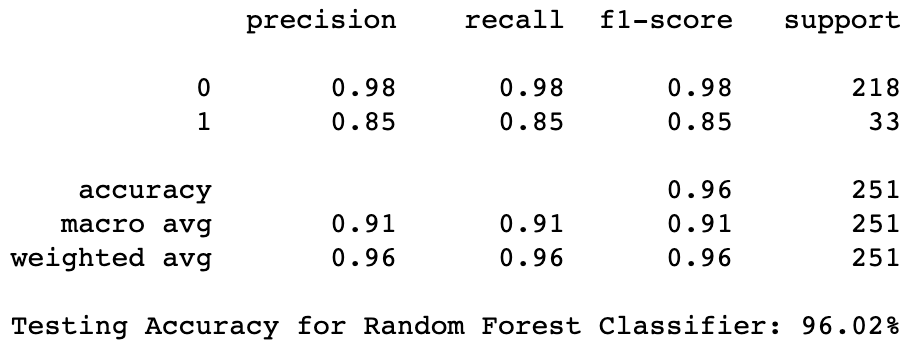 precision recall f1-score support
0 0.98 0.98 0.98 218
1 0.85 0.85 0.85 33
accuracy 0.96 251
macro avg 0.91 0.91 0.91 251
weighted avg 0.96 0.96 0.96 251
Testing Accuracy for Random Forest Classifier: 96.02%